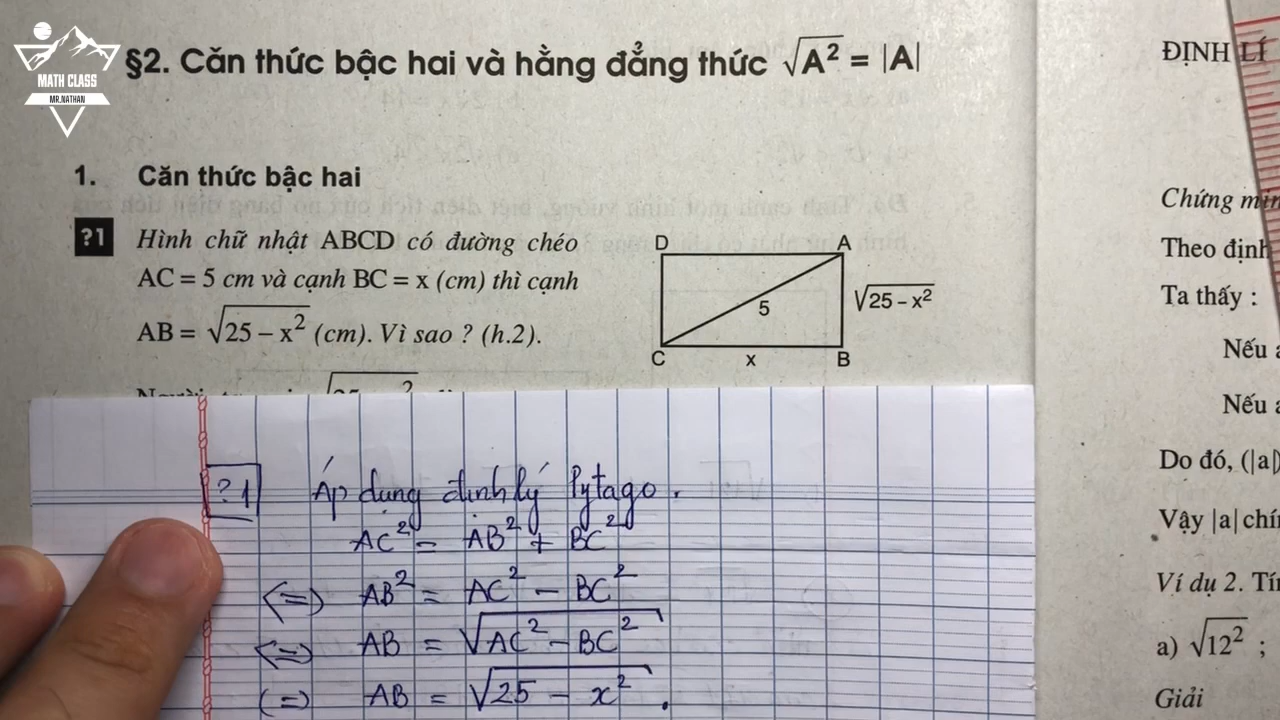 MATH CLASS
MR.NATHAN
§2. Căn thức bậc hai và hằng đẳng thức √A² = |A|
1. Căn thức bậc hai
?1 Hình chữ nhật ABCD có đường chéo
AC = 5 cm và cạnh BC = x (cm) thì cạnh
AB = √(25 – x²) (cm). Vì sao ? (h.2).
D A
5 √(25 – x²)
C x B
?1 Áp dụng định lý Pytago.
AC² = AB² + BC²
<=> AB² = AC² – BC²
<=> AB = √(AC² – BC²)
(=) AB = √(25 – x²).
ĐỊNH LÍ
Chứng min
Theo định
Ta thấy :
Nếu a
Nếu a
Do đó, (|a|)
Vậy |a| chín
Ví dụ 2. Tín
a) √12² ;
Giải